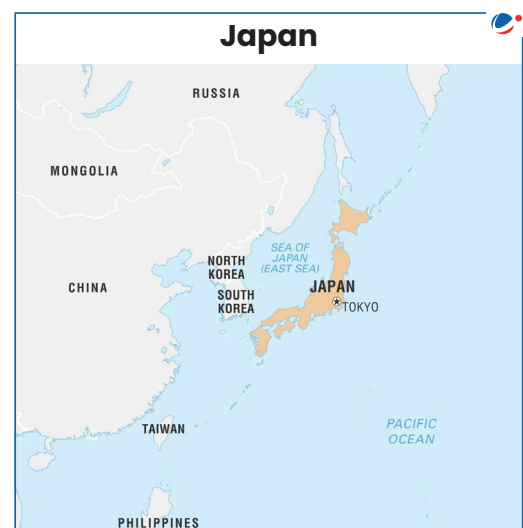 Japan
RUSSIA
MONGOLIA
SEA OF
JAPAN
(EAST SEA)
NORTH
KOREA
CHINA
JAPAN
SOUTH
KOREA
TOKYO
TAIWAN
PACIFIC
OCEAN
PHILIPPINES